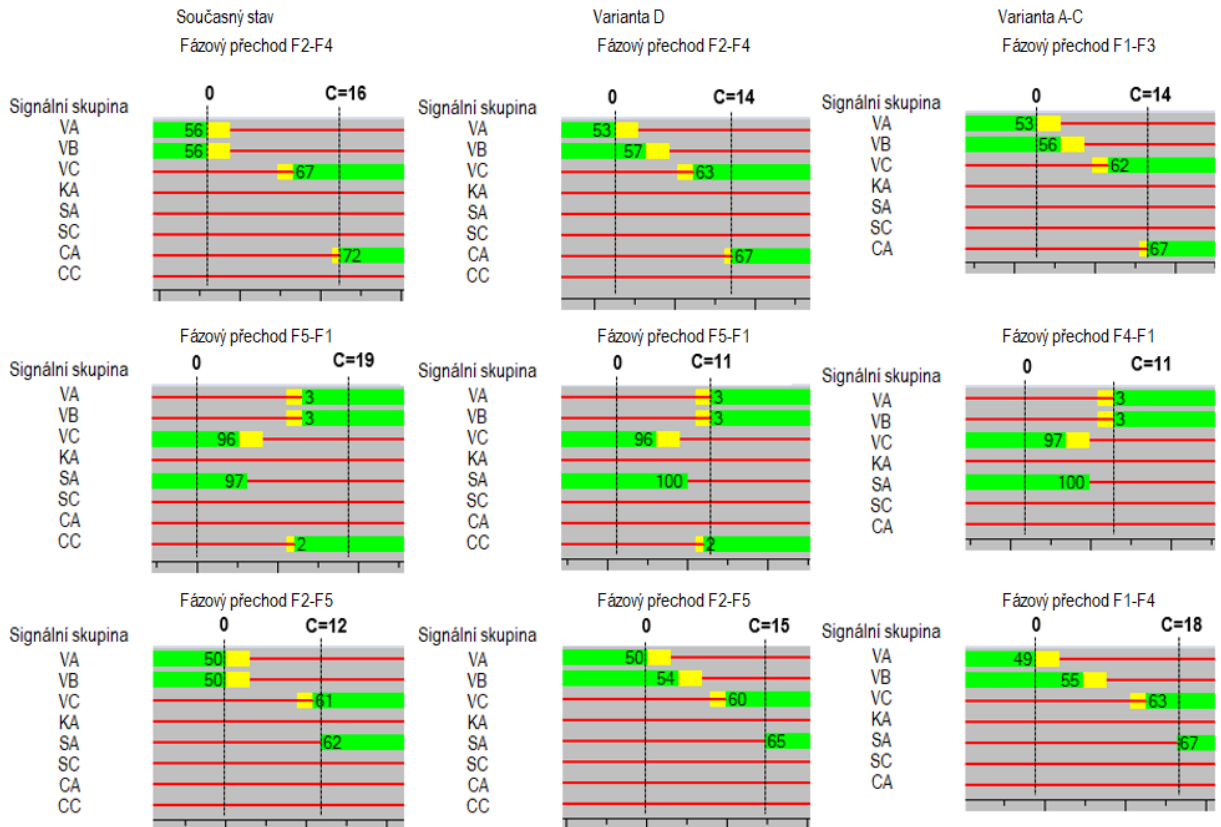 Současný stav
Fázový přechod F2-F4
0 C=16
Signální skupina
VA 56
VB 56
VC 67
KA
SA
SC
CA 72
CC
Varianta D
Fázový přechod F2-F4
0 C=14
Signální skupina
VA 53
VB 57
VC 63
KA
SA
SC
CA 67
CC
Varianta A-C
Fázový přechod F1-F3
0 C=14
Signální skupina
VA 53
VB 56
VC 62
KA
SA
SC
CA 67
Fázový přechod F5-F1
0 C=19
Signální skupina
VA 3
VB 3
VC 96
KA
SA 97
SC
CA
CC 2
Fázový přechod F5-F1
0 C=11
Signální skupina
VA 3
VB 3
VC 96
KA
SA 100
SC
CA
CC 2
Fázový přechod F4-F1
0 C=11
Signální skupina
VA 3
VB 3
VC 97
KA
SA 100
SC
CA
Fázový přechod F2-F5
0 C=12
Signální skupina
VA 50
VB 50
VC 61
KA
SA 62
SC
CA
CC
Fázový přechod F2-F5
0 C=15
Signální skupina
VA 50
VB 54
VC 60
KA
SA 65
SC
CA
CC
Fázový přechod F1-F4
0 C=18
Signální skupina
VA 49
VB 55
VC 63
KA
SA 67
SC
CA